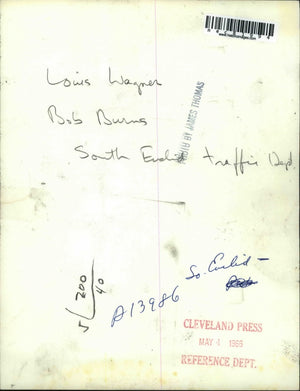 Louis Wagner
Bob Burns
South Euclid traffic Dept.
PHOTO BY JAMES THOMAS
So. Euclid -
5 200
40
A13986
CLEVELAND PRESS
MAY 4 1969
REFERENCE DEPT.